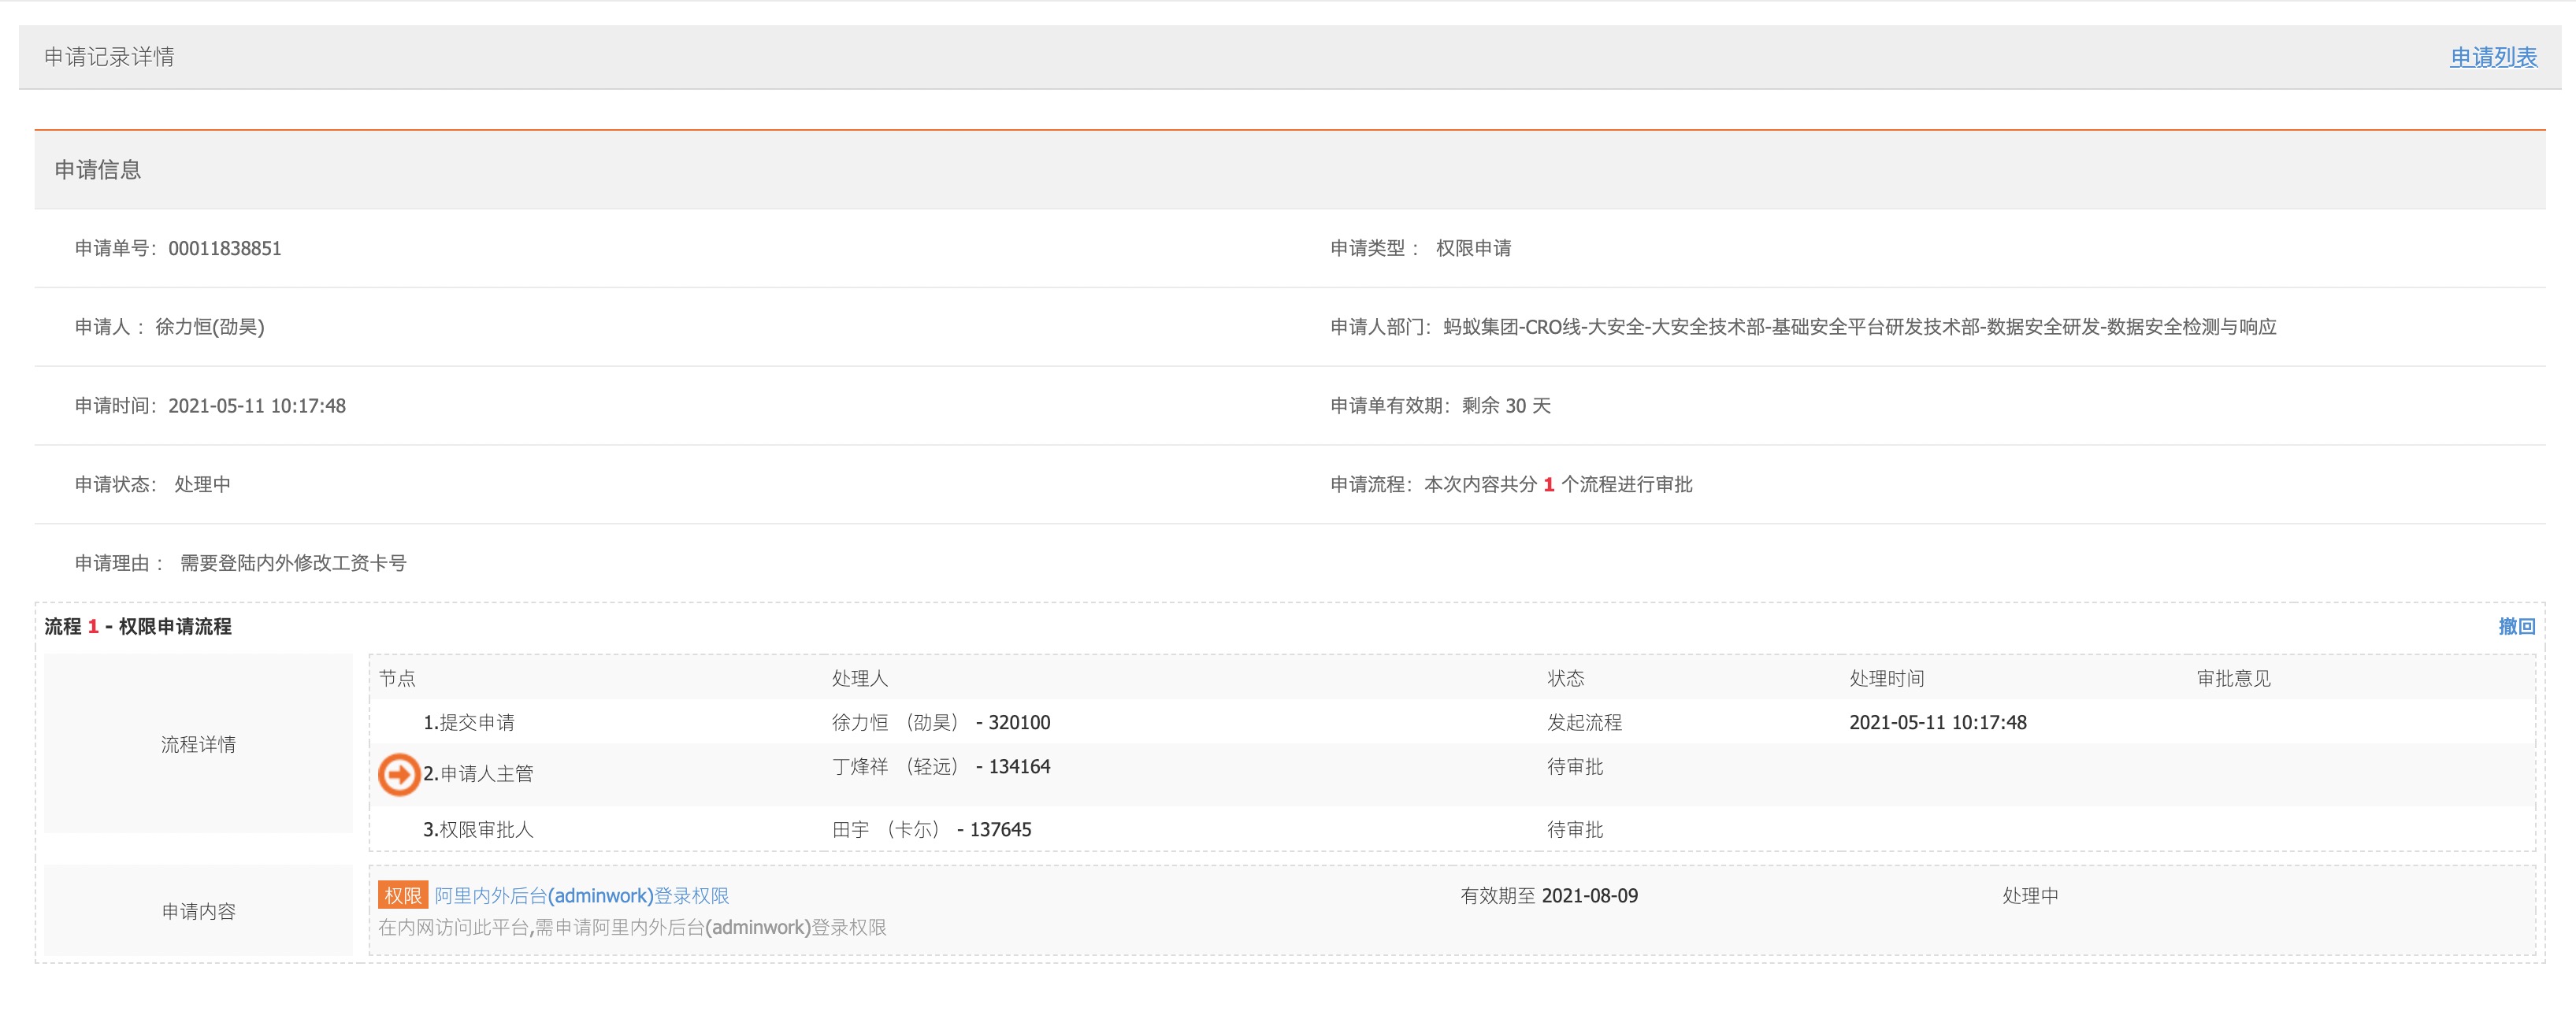 申请记录详情 申请列表
申请信息
申请单号：00011838851 申请类型： 权限申请
申请人：徐力恒(劭昊) 申请人部门：蚂蚁集团-CRO线-大安全-大安全技术部-基础安全平台研发技术部-数据安全研发-数据安全检测与响应
申请时间：2021-05-11 10:17:48 申请单有效期：剩余 30 天
申请状态： 处理中 申请流程：本次内容共分 1 个流程进行审批
申请理由： 需要登陆内外修改工资卡号
流程 1 - 权限申请流程 撤回
节点 处理人 状态 处理时间 审批意见
1.提交申请 徐力恒 （劭昊） - 320100 发起流程 2021-05-11 10:17:48
流程详情
2.申请人主管 丁烽祥 （轻远） - 134164 待审批
3.权限审批人 田宇 （卡尔） - 137645 待审批
权限 阿里内外后台(adminwork)登录权限 有效期至 2021-08-09 处理中
申请内容
在内网访问此平台,需申请阿里内外后台(adminwork)登录权限